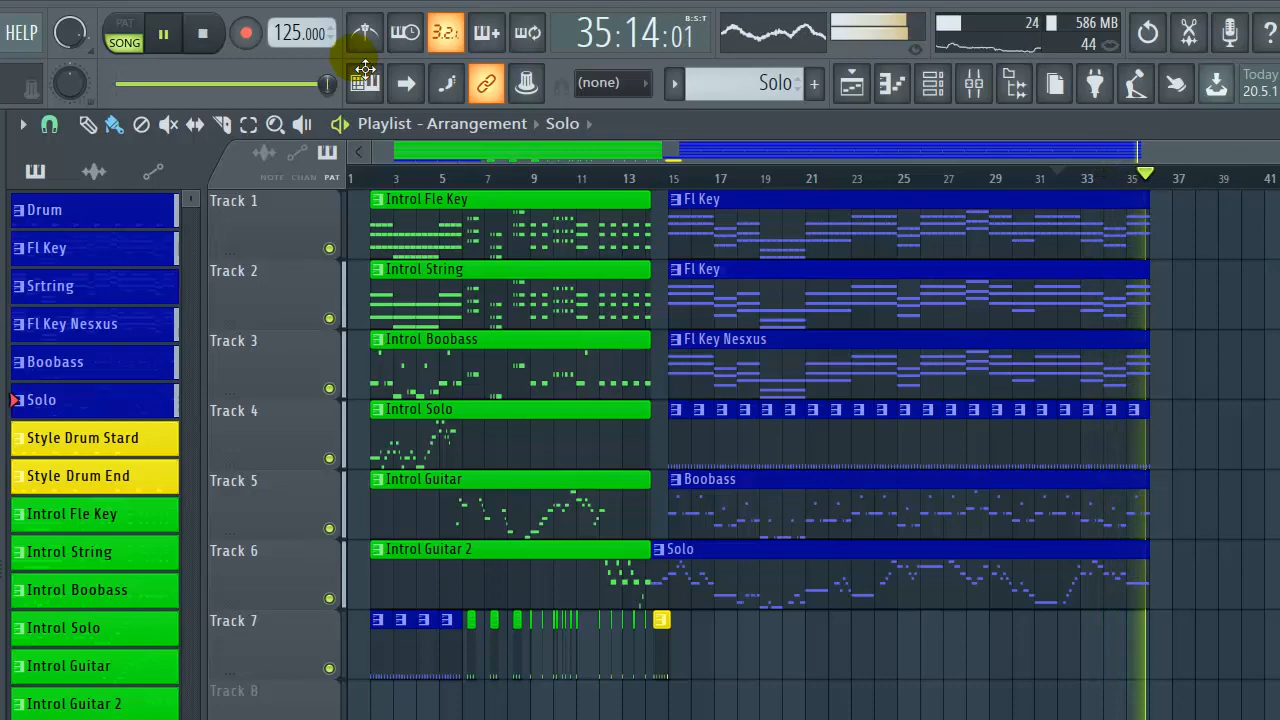 HELP
PAT
SONG
125.000
3.2.
35:14:01
B:S:T
24
586 MB
44
(none)
Solo
Today
20.5.1
Playlist - Arrangement
Solo
NOTE CHAN PAT
1 3 5 7 9 11 13 15 17 19 21 23 25 27 29 31 33 35 37 39 41
Drum
Fl Key
Srtring
Fl Key Nesxus
Boobass
Solo
Style Drum Stard
Style Drum End
Introl Fle Key
Introl String
Introl Boobass
Introl Solo
Introl Guitar
Introl Guitar 2
Track 1
Introl Fle Key
Fl Key
Track 2
Introl String
Fl Key
Track 3
Introl Boobass
Fl Key Nesxus
Track 4
Introl Solo
Track 5
Introl Guitar
Boobass
Track 6
Introl Guitar 2
Solo
Track 7
Track 8